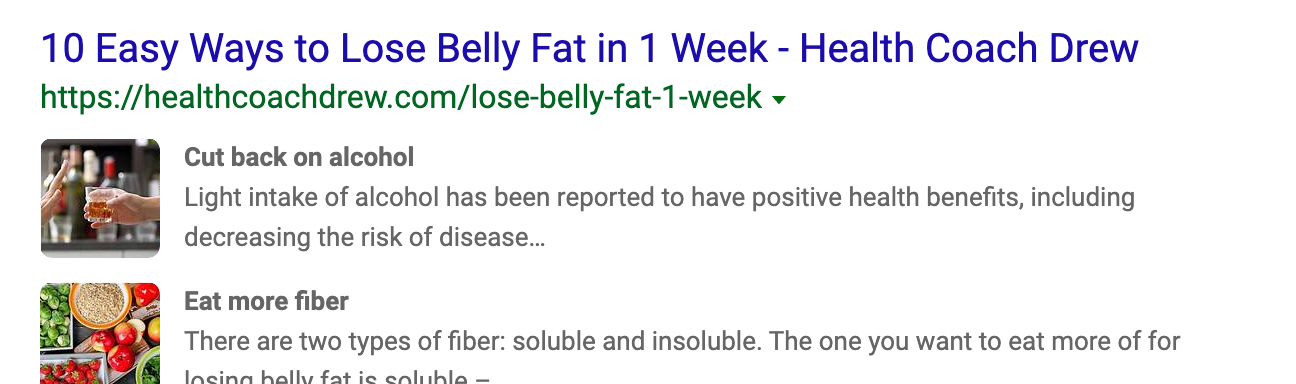 10 Easy Ways to Lose Belly Fat in 1 Week - Health Coach Drew
https://healthcoachdrew.com/lose-belly-fat-1-week
Cut back on alcohol
Light intake of alcohol has been reported to have positive health benefits, including
decreasing the risk of disease…
Eat more fiber
There are two types of fiber: soluble and insoluble. The one you want to eat more of for
losing belly fat is soluble –